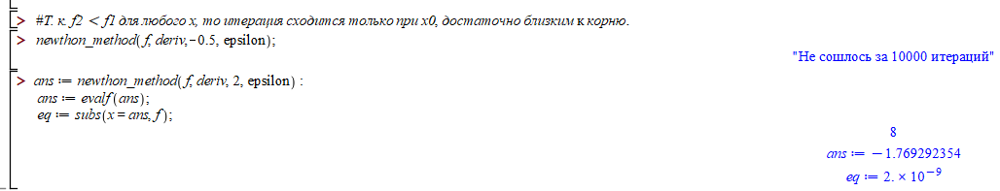 > #Т. к. f2 < f1 для любого x, то итерация сходится только при x0, достаточно близким к корню.
> newthon_method(f, deriv, −0.5, epsilon);
"Не сошлось за 10000 итераций"
> ans := newthon_method(f, deriv, 2, epsilon) :
ans := evalf(ans);
eq := subs(x = ans, f);
8
ans := −1.769292354
eq := 2. × 10⁻⁹